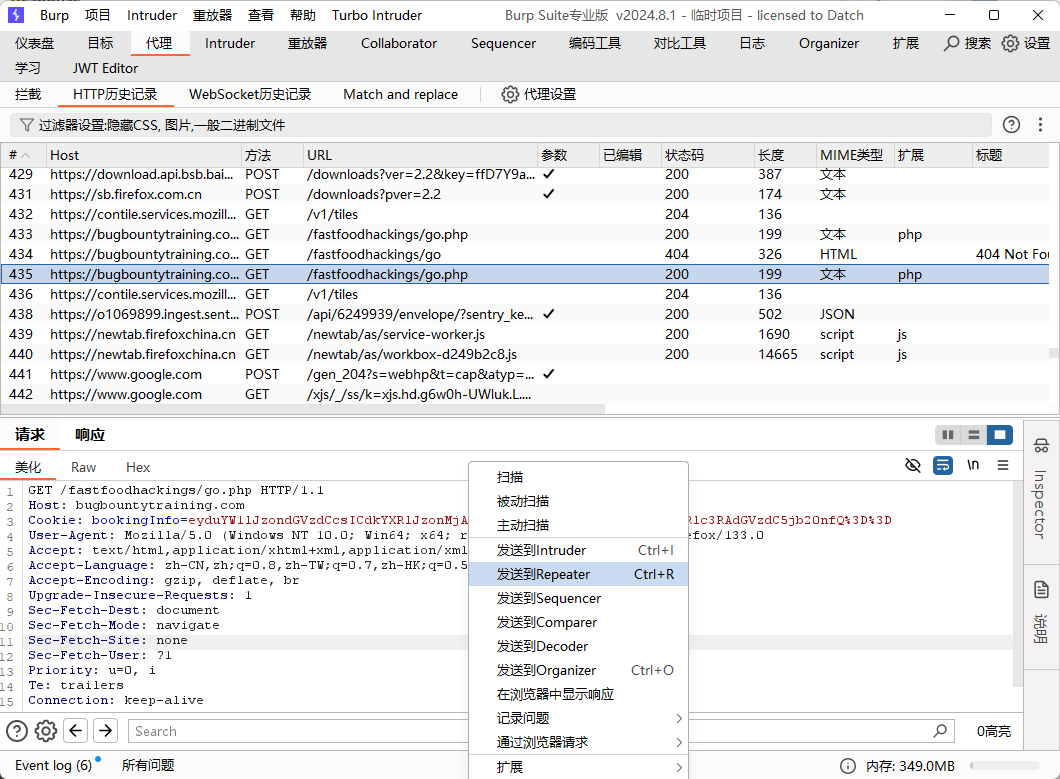 Burp 项目 Intruder 重放器 查看 帮助 Turbo Intruder Burp Suite专业版 v2024.8.1 - 临时项目 - licensed to Datch
仪表盘 目标 代理 Intruder 重放器 Collaborator Sequencer 编码工具 对比工具 日志 Organizer 扩展 搜索 设置
学习 JWT Editor
拦截 HTTP历史记录 WebSocket历史记录 Match and replace 代理设置
过滤器设置:隐藏CSS, 图片,一般二进制文件
# Host 方法 URL 参数 已编辑 状态码 长度 MIME类型 扩展 标题
429 https://download.api.bsb.bai... POST /downloads?ver=2.2&key=ffD7Y9a... ✓ 200 387 文本
431 https://sb.firefox.com.cn POST /downloads?pver=2.2 ✓ 200 174 文本
432 https://contile.services.mozill... GET /v1/tiles 204 136
433 https://bugbountytraining.co... GET /fastfoodhackings/go.php 200 199 文本 php
434 https://bugbountytraining.co... GET /fastfoodhackings/go 404 326 HTML 404 Not Fou
435 https://bugbountytraining.co... GET /fastfoodhackings/go.php 200 199 文本 php
436 https://contile.services.mozill... GET /v1/tiles 204 136
438 https://o1069899.ingest.sent... POST /api/6249939/envelope/?sentry_ke... ✓ 200 502 JSON
439 https://newtab.firefoxchina.cn GET /newtab/as/service-worker.js 200 1690 script js
440 https://newtab.firefoxchina.cn GET /newtab/as/workbox-d249b2c8.js 200 14665 script js
441 https://www.google.com POST /gen_204?s=webhp&t=cap&atyp=... ✓
442 https://www.google.com GET /xjs/_/ss/k=xjs.hd.g6w0h-UWluk.L....
请求 响应
美化 Raw Hex \n
1 GET /fastfoodhackings/go.php HTTP/1.1
2 Host: bugbountytraining.com
3 Cookie: bookingInfo=eyduYW1lJzondGVzdCcsICdkYXRlJzonMjA lc3RAdGVzdC5jb20nfQ%3D%3D
4 User-Agent: Mozilla/5.0 (Windows NT 10.0; Win64; x64; r efox/133.0
5 Accept: text/html,application/xhtml+xml,application/xml
6 Accept-Language: zh-CN,zh;q=0.8,zh-TW;q=0.7,zh-HK;q=0.5
7 Accept-Encoding: gzip, deflate, br
8 Upgrade-Insecure-Requests: 1
9 Sec-Fetch-Dest: document
10 Sec-Fetch-Mode: navigate
11 Sec-Fetch-Site: none
12 Sec-Fetch-User: ?1
13 Priority: u=0, i
14 Te: trailers
15 Connection: keep-alive
扫描
被动扫描
主动扫描
发送到Intruder Ctrl+I
发送到Repeater Ctrl+R
发送到Sequencer
发送到Comparer
发送到Decoder
发送到Organizer Ctrl+O
在浏览器中显示响应
记录问题
通过浏览器请求
扩展
Inspector
说明
Search 0高亮
Event log (6) 所有问题 内存: 349.0MB